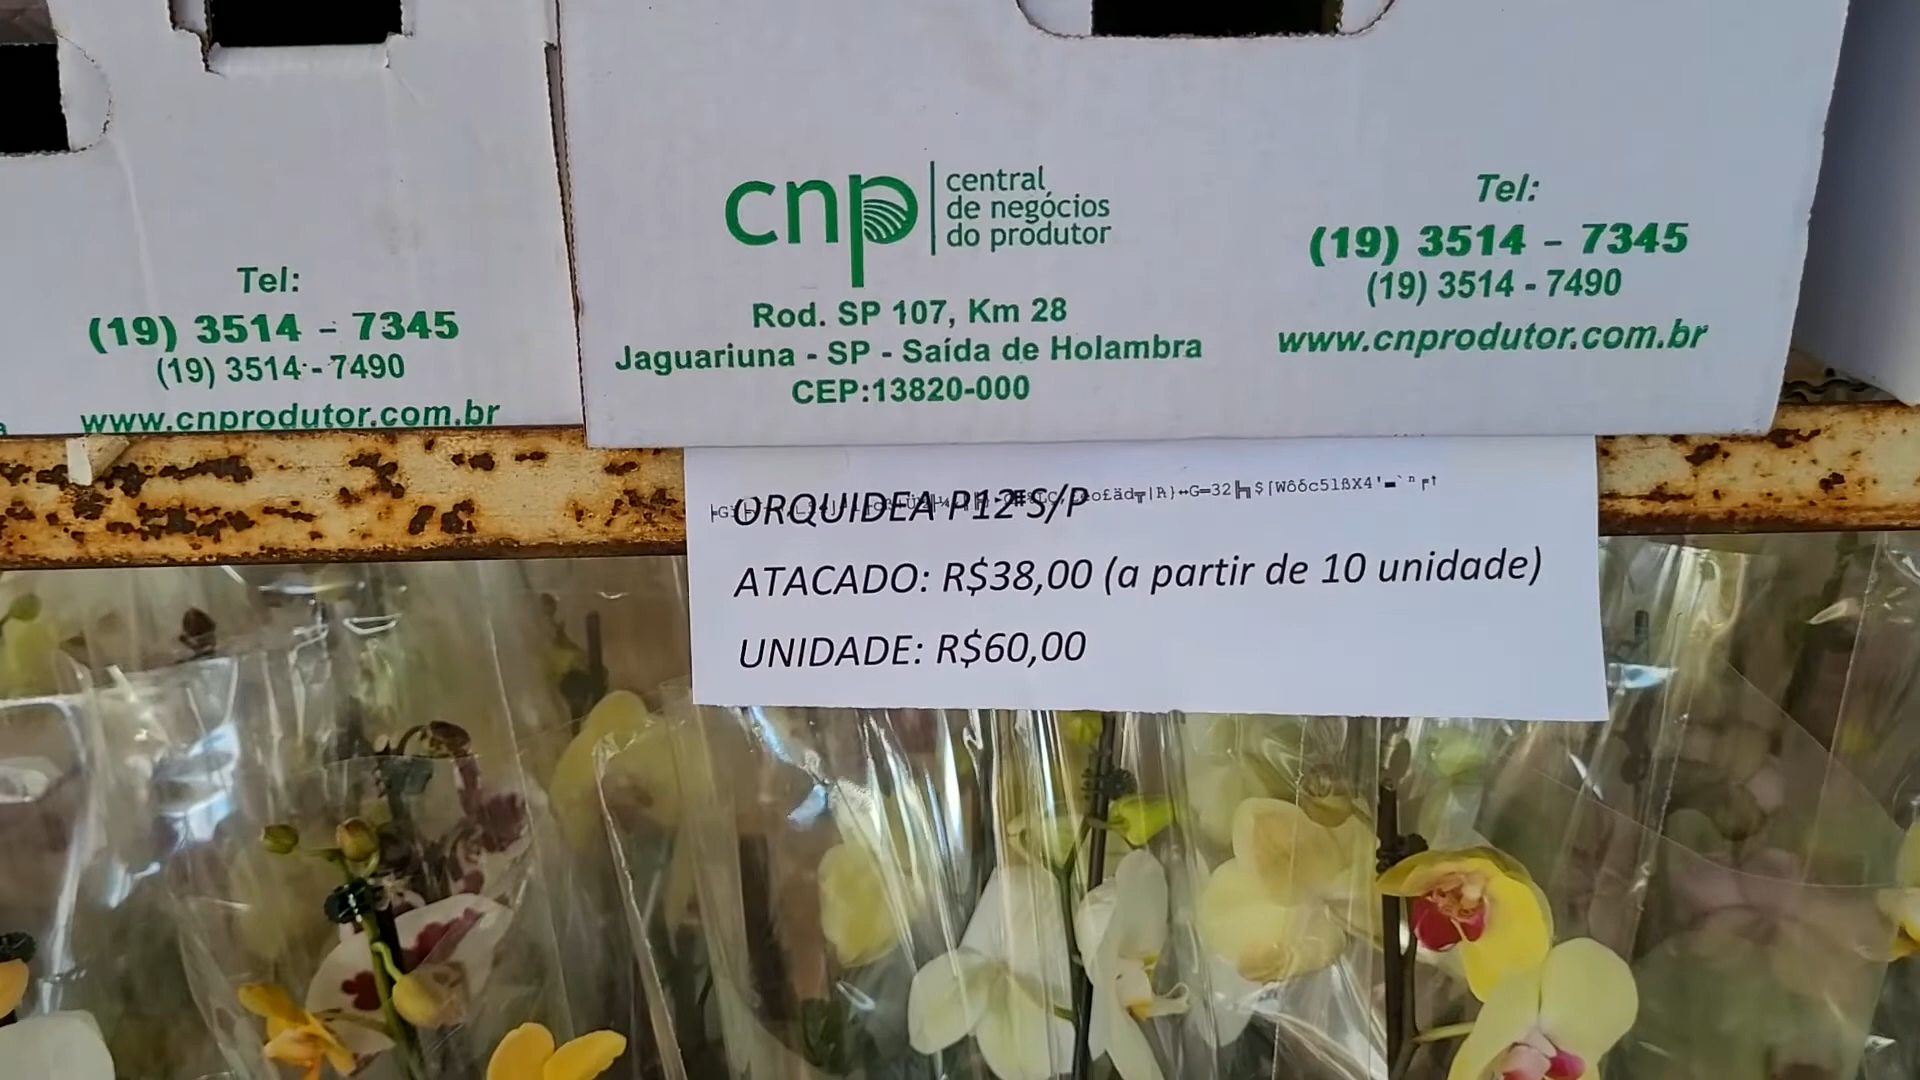 Tel:
(19) 3514 - 7345
(19) 3514 - 7490
www.cnprodutor.com.br
cnp
central
de negócios
do produtor
Rod. SP 107, Km 28
Jaguariuna - SP - Saída de Holambra
CEP:13820-000
Tel:
(19) 3514 - 7345
(19) 3514 - 7490
www.cnprodutor.com.br
ORQUIDEA P12 S/P
ATACADO: R$38,00 (a partir de 10 unidade)
UNIDADE: R$60,00